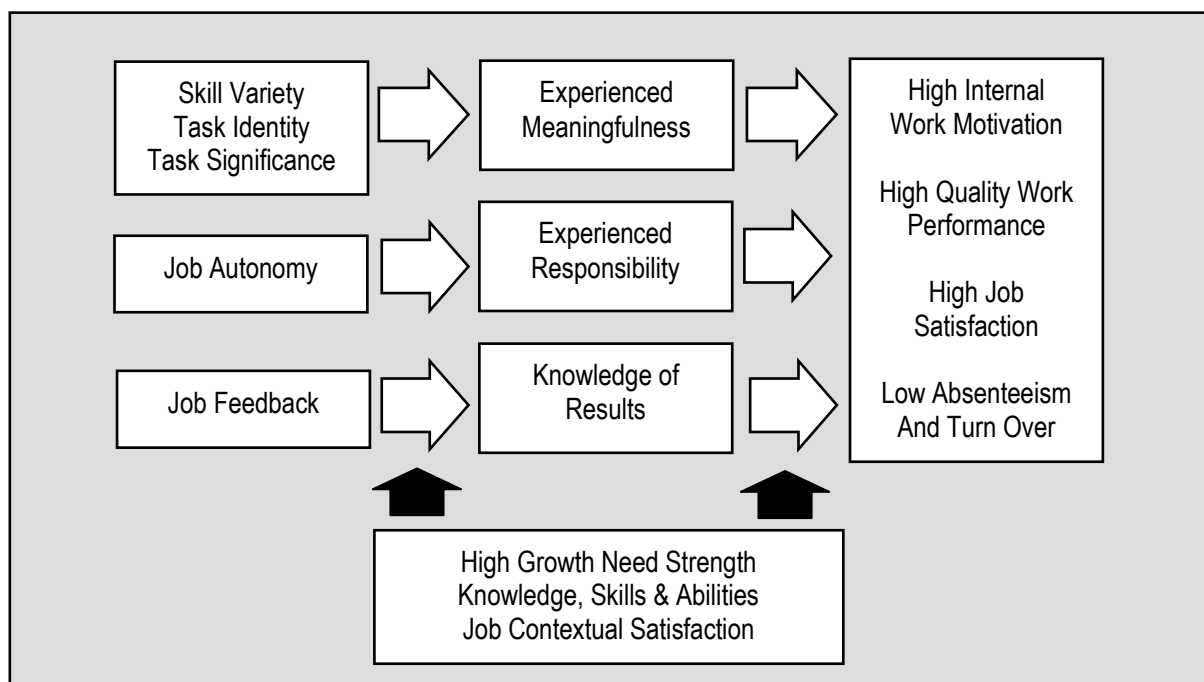 Skill Variety
Task Identity
Task Significance
Experienced
Meaningfulness
High Internal
Work Motivation
High Quality Work
Performance
High Job
Satisfaction
Low Absenteeism
And Turn Over
Job Autonomy
Experienced
Responsibility
Job Feedback
Knowledge of
Results
High Growth Need Strength
Knowledge, Skills & Abilities
Job Contextual Satisfaction